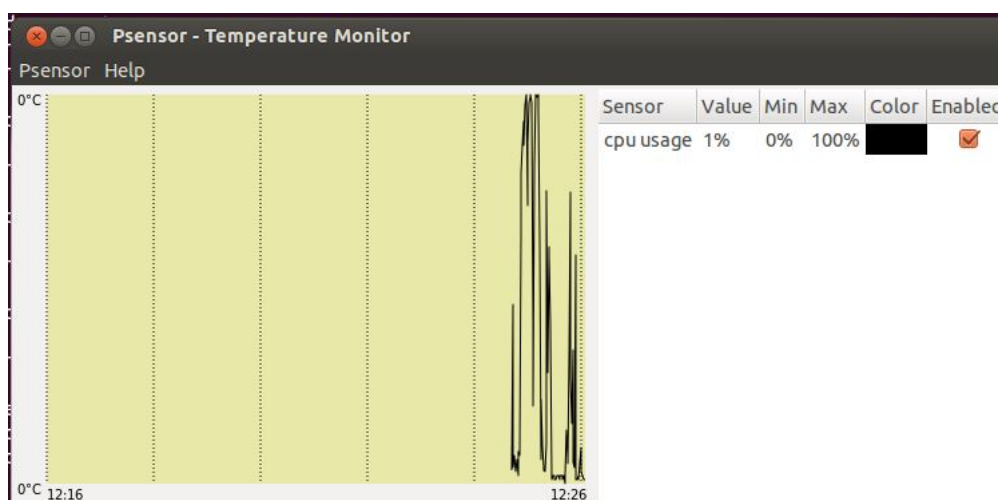 Psensor - Temperature Monitor
Psensor Help
0°C
Sensor Value Min Max Color Enabled
cpu usage 1% 0% 100%
0°C
12:16 12:26